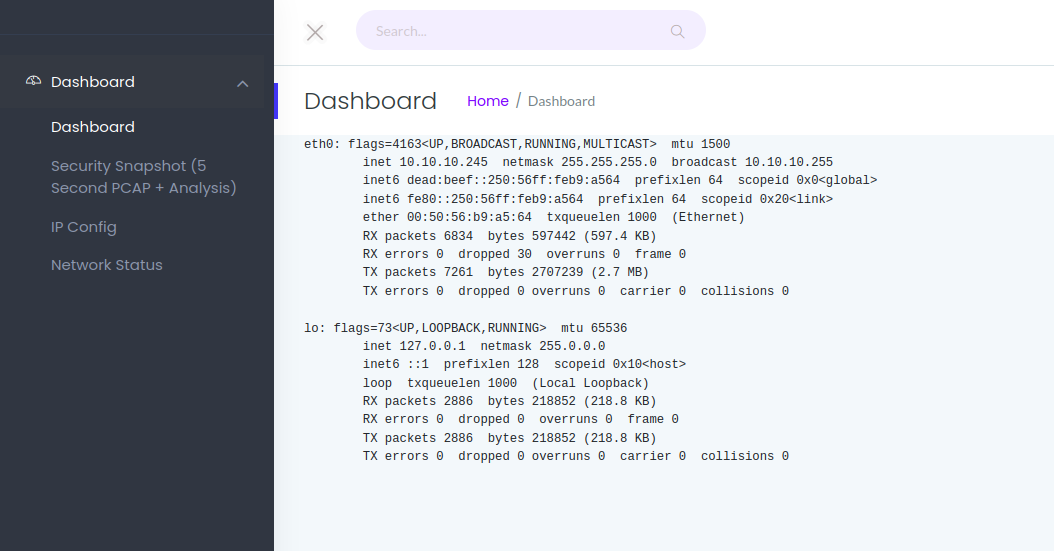 Search...
Dashboard
Dashboard
Security Snapshot (5
Second PCAP + Analysis)
IP Config
Network Status
Dashboard
Home / Dashboard
eth0: flags=4163<UP,BROADCAST,RUNNING,MULTICAST>  mtu 1500
        inet 10.10.10.245  netmask 255.255.255.0  broadcast 10.10.10.255
        inet6 dead:beef::250:56ff:feb9:a564  prefixlen 64  scopeid 0x0<global>
        inet6 fe80::250:56ff:feb9:a564  prefixlen 64  scopeid 0x20<link>
        ether 00:50:56:b9:a5:64  txqueuelen 1000  (Ethernet)
        RX packets 6834  bytes 597442 (597.4 KB)
        RX errors 0  dropped 30  overruns 0  frame 0
        TX packets 7261  bytes 2707239 (2.7 MB)
        TX errors 0  dropped 0 overruns 0  carrier 0  collisions 0
lo: flags=73<UP,LOOPBACK,RUNNING>  mtu 65536
        inet 127.0.0.1  netmask 255.0.0.0
        inet6 ::1  prefixlen 128  scopeid 0x10<host>
        loop  txqueuelen 1000  (Local Loopback)
        RX packets 2886  bytes 218852 (218.8 KB)
        RX errors 0  dropped 0  overruns 0  frame 0
        TX packets 2886  bytes 218852 (218.8 KB)
        TX errors 0  dropped 0 overruns 0  carrier 0  collisions 0